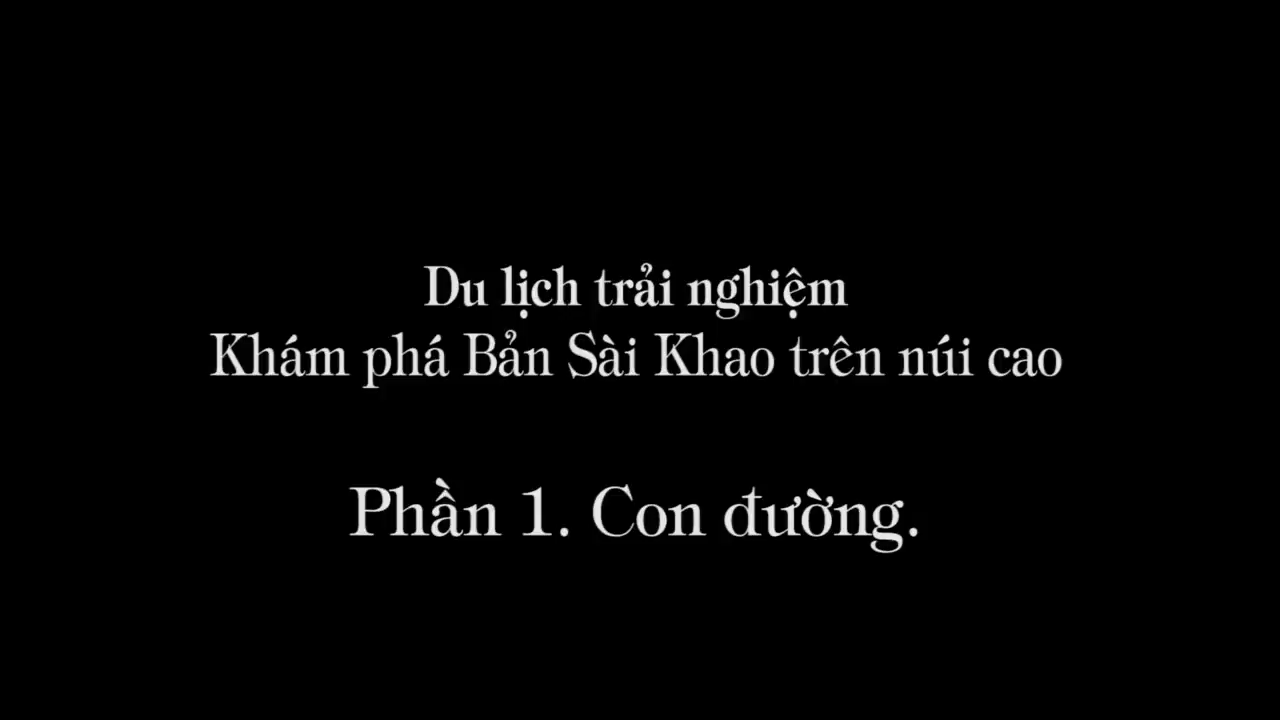 Du lịch trải nghiệm
Khám phá Bản Sài Khao trên núi cao
Phần 1. Con đường.